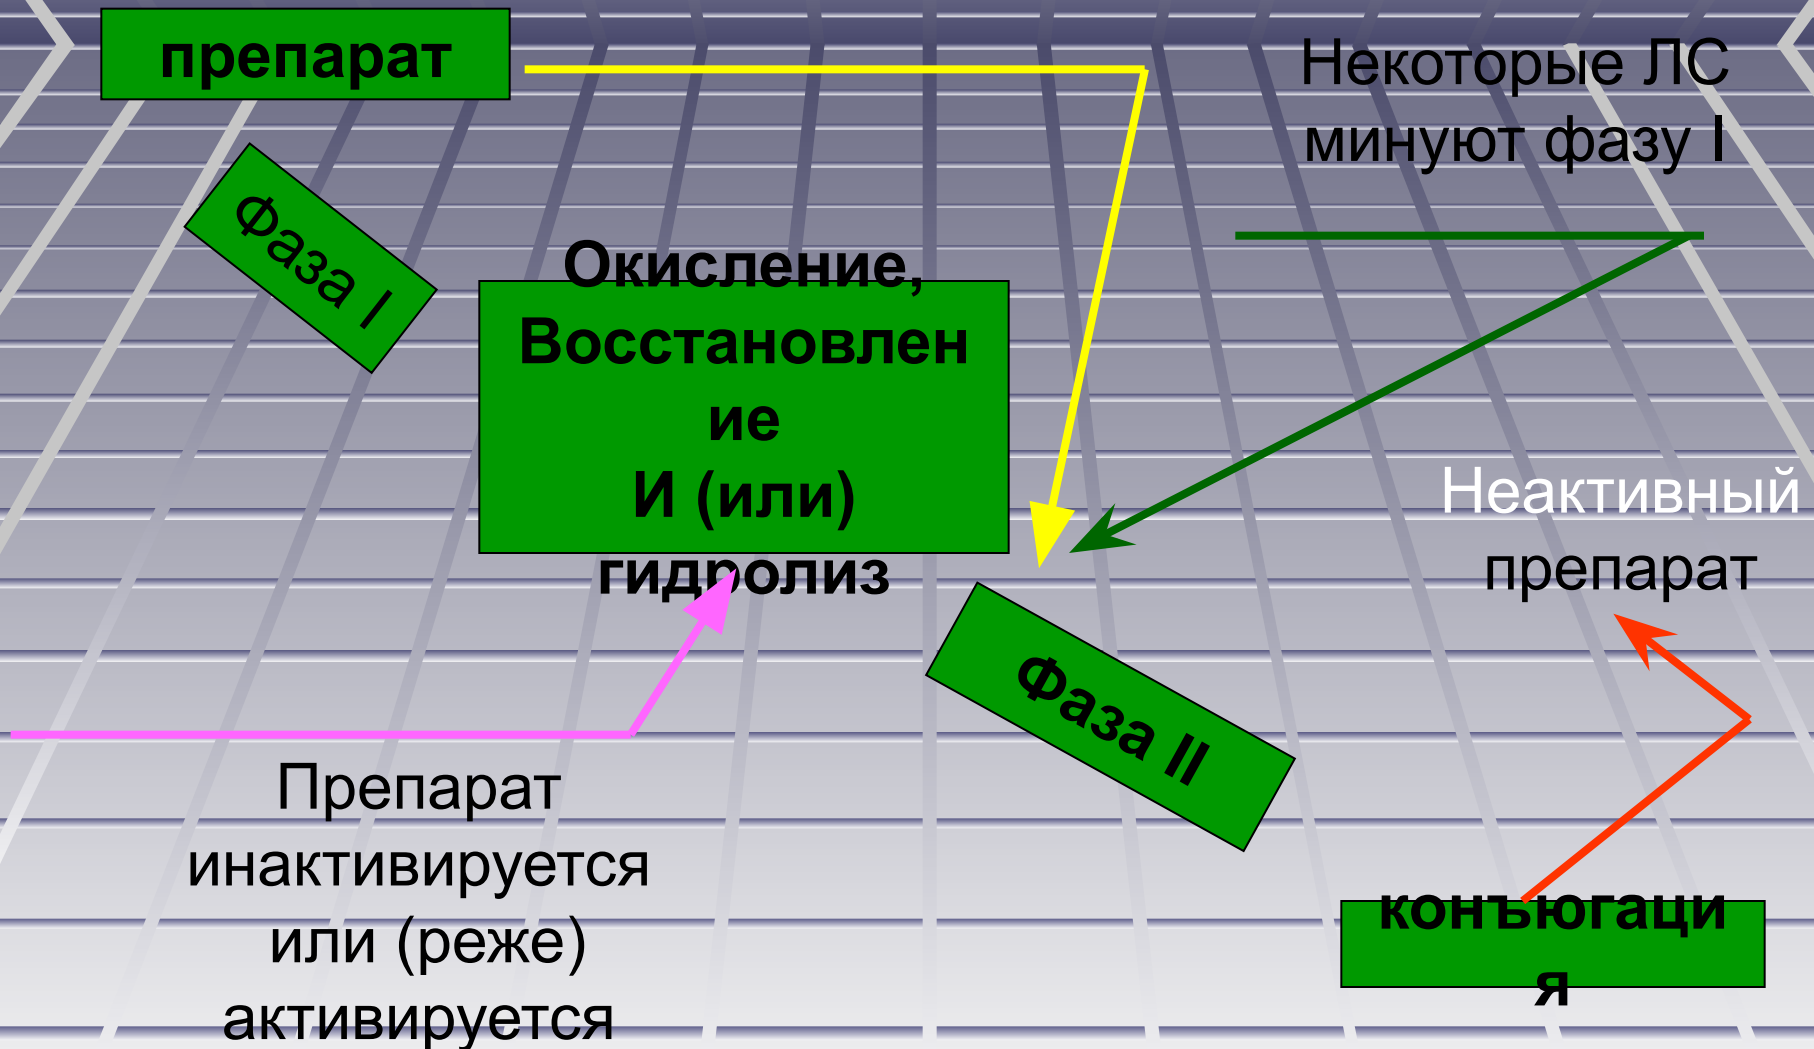 препарат
Некоторые ЛС
минуют фазу I
Фаза I
Окисление,
Восстановлен
ие
И (или)
гидролиз
Неактивный
препарат
Фаза II
Препарат
инактивируется
или (реже)
активируется
конъюгаци
я